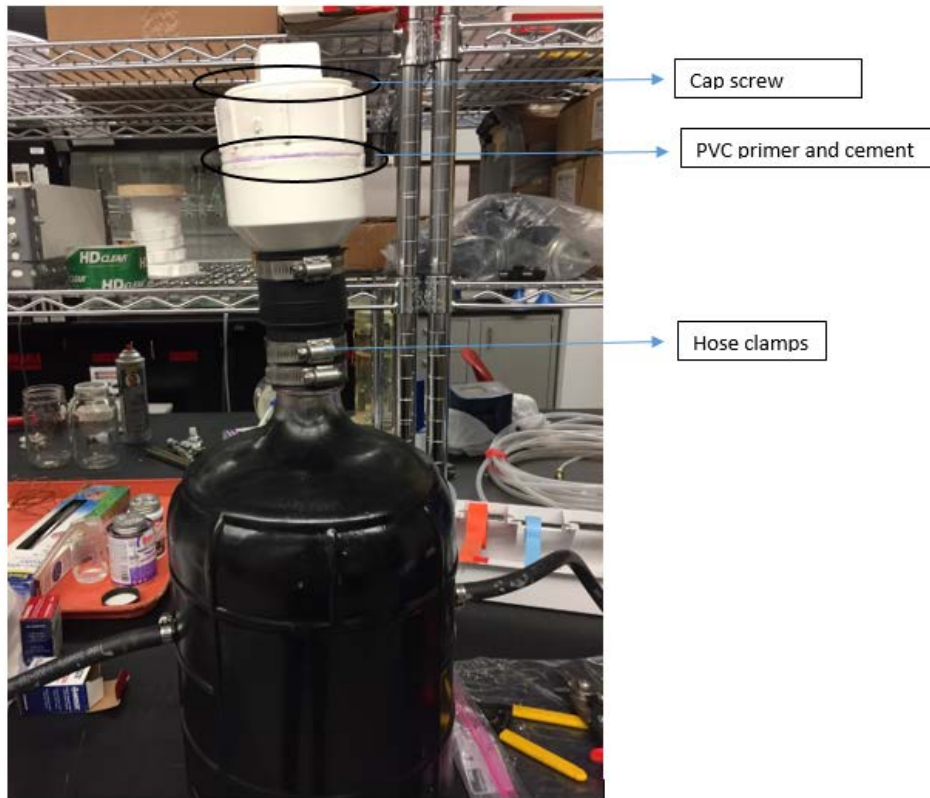 Cap screw
PVC primer and cement
HD CLEAR
HD CLEAR
Hose clamps